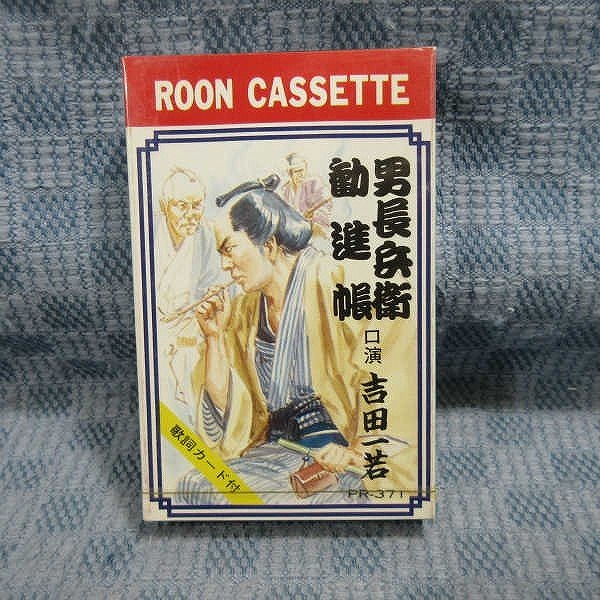 ROON CASSETTE
男長兵衛
勧進帳
口演 吉田一若
歌詞カード付
PR-371